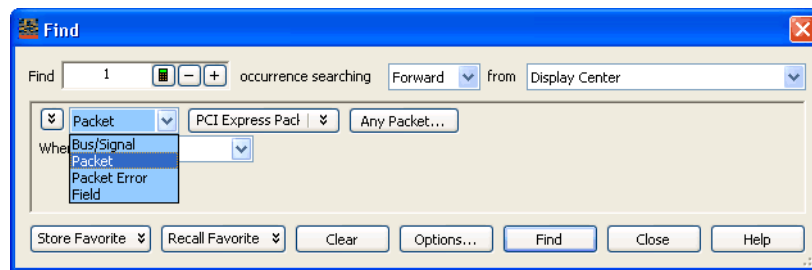 Find
Find 1 occurrence searching Forward from Display Center
Packet PCI Express Pack Any Packet...
Whe
Bus/Signal
Packet
Packet Error
Field
Store Favorite Recall Favorite Clear Options... Find Close Help